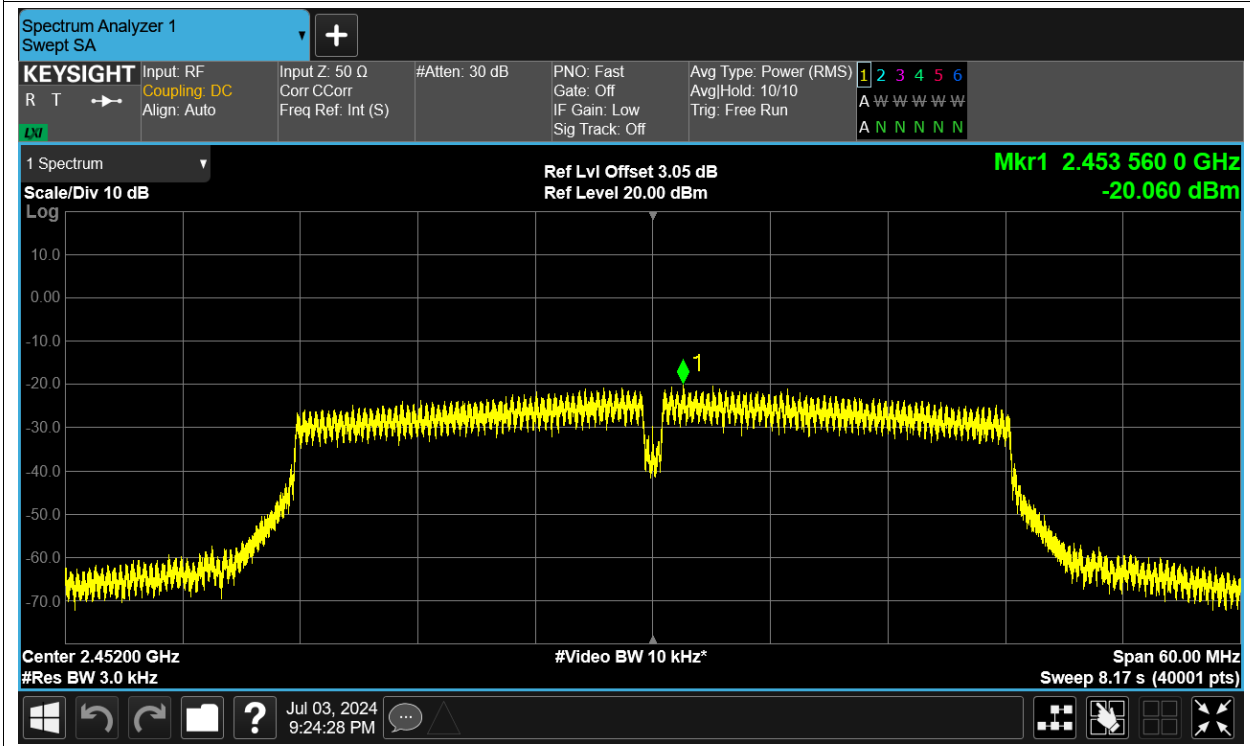 Spectrum Analyzer 1
Swept SA
+
KEYSIGHT
R T
LXI
Input: RF
Coupling: DC
Align: Auto
Input Z: 50 Ω
Corr CCorr
Freq Ref: Int (S)
#Atten: 30 dB
PNO: Fast
Gate: Off
IF Gain: Low
Sig Track: Off
Avg Type: Power (RMS)
Avg|Hold: 10/10
Trig: Free Run
1 2 3 4 5 6
A W W W W W
A N N N N N
1 Spectrum
Scale/Div 10 dB
Log
Ref Lvl Offset 3.05 dB
Ref Level 20.00 dBm
Mkr1 2.453 560 0 GHz
-20.060 dBm
10.0
0.00
-10.0
1
-20.0
-30.0
-40.0
-50.0
-60.0
-70.0
Center 2.45200 GHz
#Res BW 3.0 kHz
#Video BW 10 kHz*
Span 60.00 MHz
Sweep 8.17 s (40001 pts)
?
Jul 03, 2024
9:24:28 PM